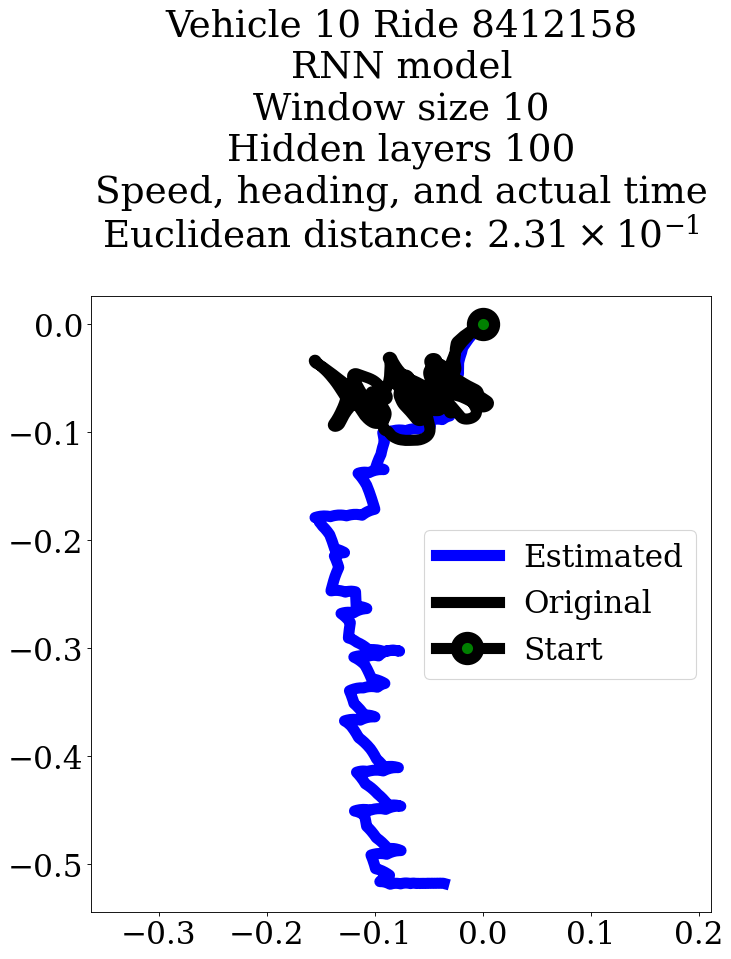 Vehicle 10 Ride 8412158
RNN model
Window size 10
Hidden layers 100
Speed, heading, and actual time
Euclidean distance: 2.31 × 10⁻¹
0.0
−0.1
−0.2
−0.3
−0.4
−0.5
Estimated
Original
Start
−0.3 −0.2 −0.1 0.0 0.1 0.2